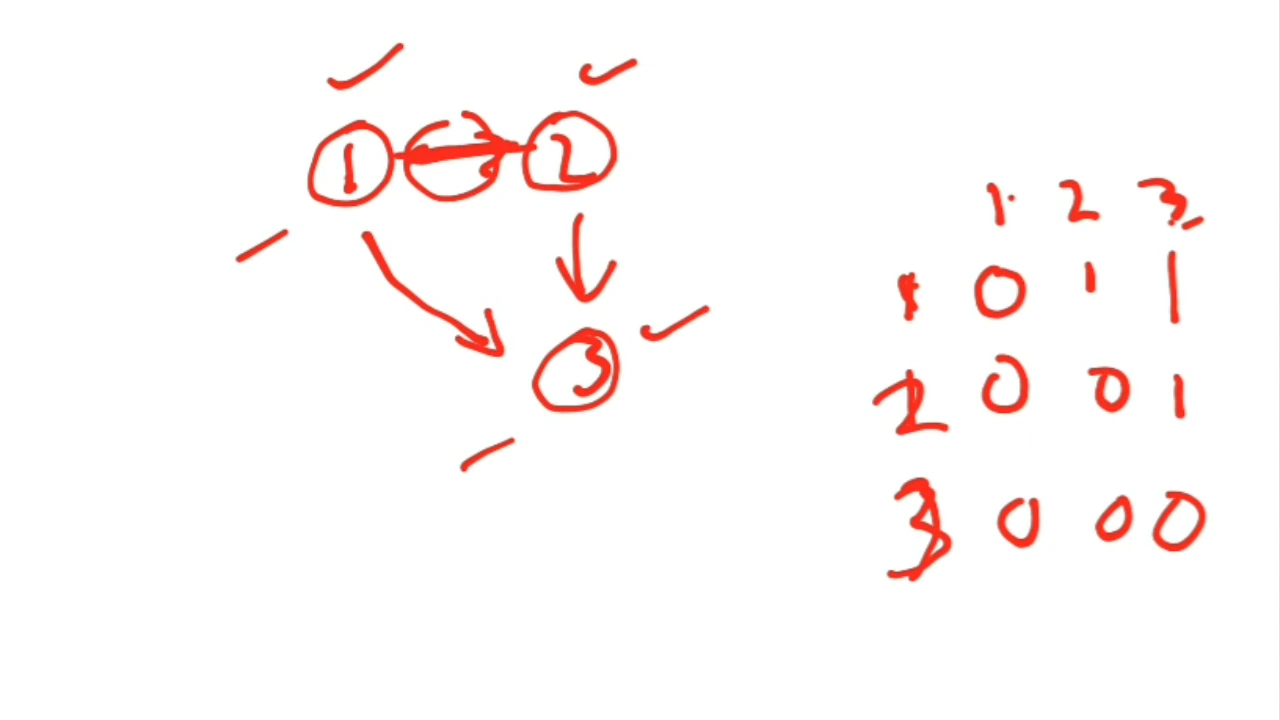 1 2
3
1 2 3
1 0 1 1
2 0 0 1
3 0 0 0